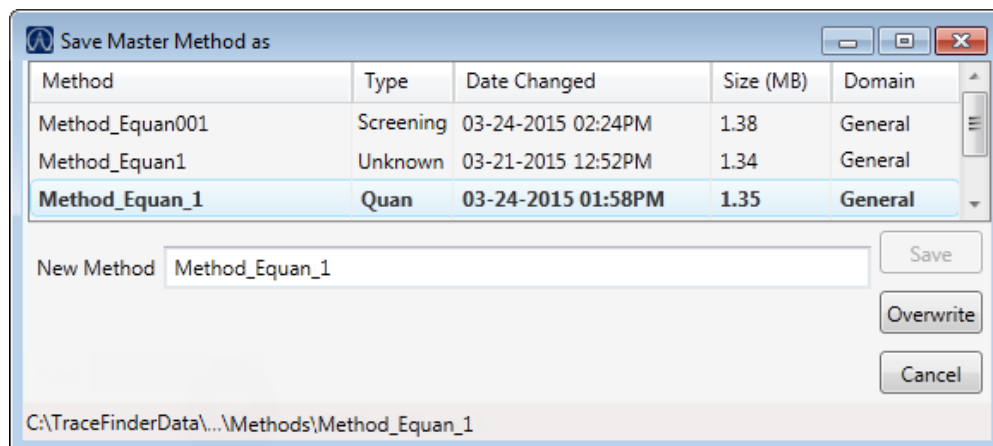 Save Master Method as
Method Type Date Changed Size (MB) Domain
Method_Equan001 Screening 03-24-2015 02:24PM 1.38 General
Method_Equan1 Unknown 03-21-2015 12:52PM 1.34 General
Method_Equan_1 Quan 03-24-2015 01:58PM 1.35 General
New Method Method_Equan_1
Save
Overwrite
Cancel
C:\TraceFinderData\...\Methods\Method_Equan_1